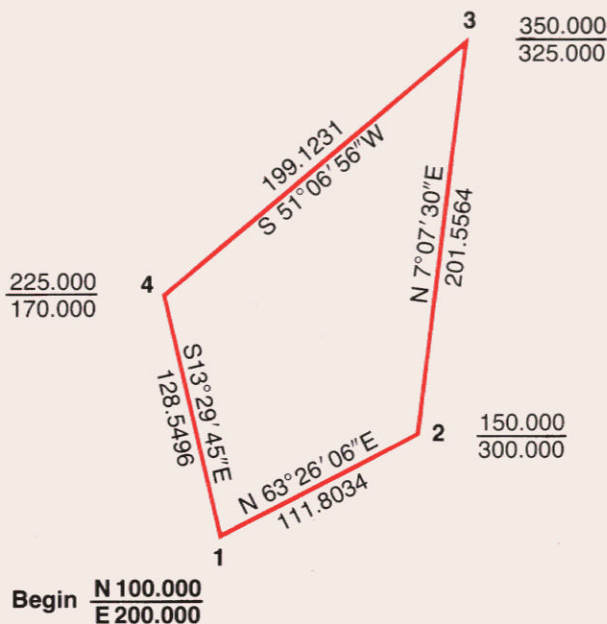 3
350.000
325.000
199.1231
S 51°06′56″W
N 7°07′30″E
201.5564
225.000
170.000
4
S13°29′45″E
128.5496
2
150.000
300.000
N 63°26′06″E
111.8034
1
Begin N 100.000
E 200.000